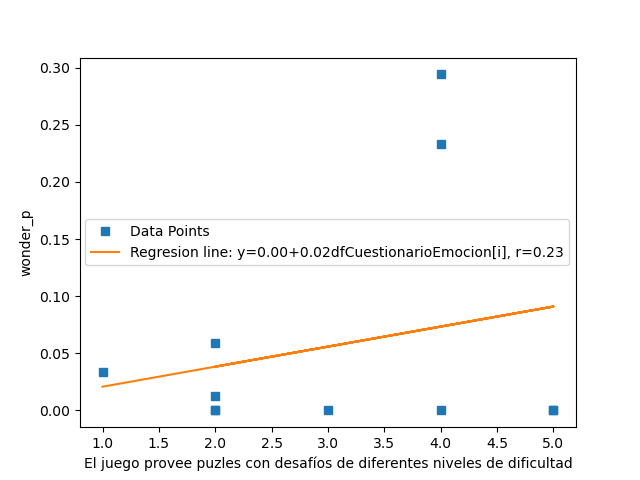 0.30
0.25
0.20
0.15
0.10
0.05
0.00
wonder_p
Data Points
Regresion line: y=0.00+0.02dfCuestionarioEmocion[i], r=0.23
1.0 1.5 2.0 2.5 3.0 3.5 4.0 4.5 5.0
El juego provee puzles con desafíos de diferentes niveles de dificultad